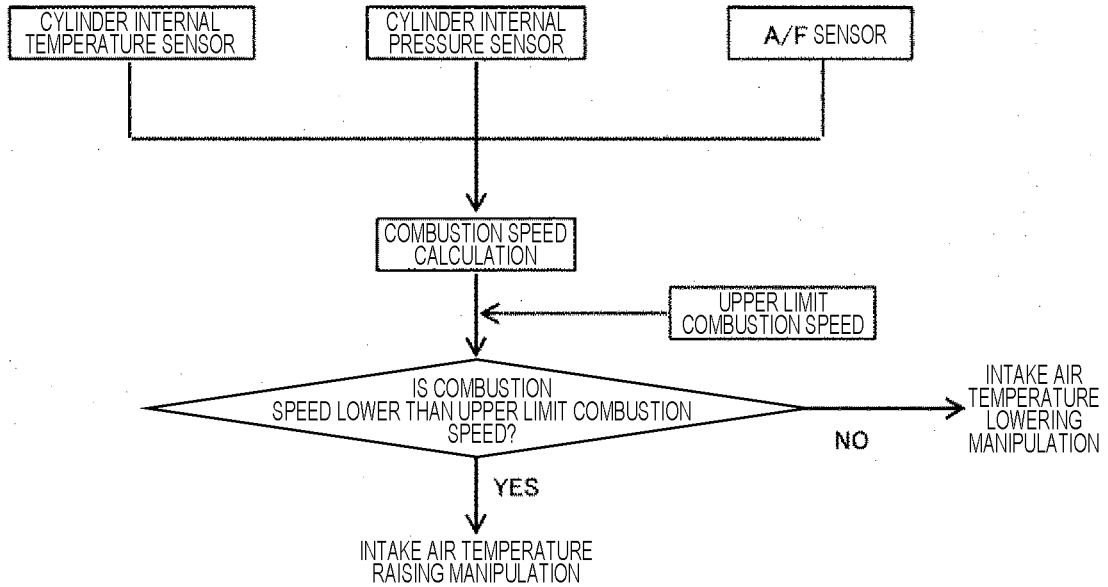 CYLINDER INTERNAL
TEMPERATURE SENSOR
CYLINDER INTERNAL
PRESSURE SENSOR
A/F SENSOR
COMBUSTION SPEED
CALCULATION
UPPER LIMIT
COMBUSTION SPEED
IS COMBUSTION
SPEED LOWER THAN UPPER LIMIT COMBUSTION
SPEED?
INTAKE AIR
TEMPERATURE
LOWERING
MANIPULATION
NO
YES
INTAKE AIR TEMPERATURE
RAISING MANIPULATION